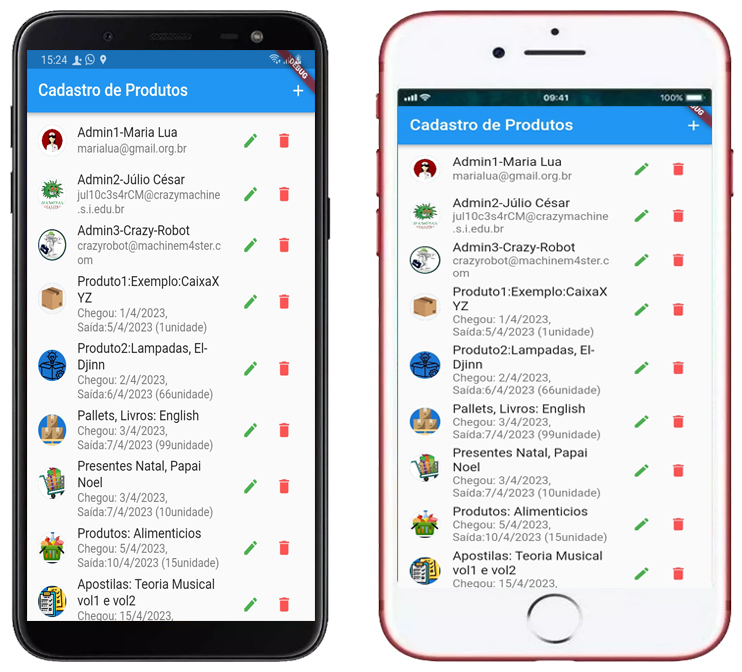 15:24
DEBUG
Cadastro de Produtos
+
Admin1-Maria Lua
marialua@gmail.org.br
Admin2-Júlio César
jul10c3s4rCM@crazymachine
.s.i.edu.br
Admin3-Crazy-Robot
crazyrobot@machinem4ster.c
om
Produto1:Exemplo:CaixaX
YZ
Chegou: 1/4/2023,
Saída:5/4/2023 (1unidade)
Produto2:Lampadas, El-
Djinn
Chegou: 2/4/2023,
Saída:6/4/2023 (66unidade)
Pallets, Livros: English
Chegou: 3/4/2023,
Saída:7/4/2023 (99unidade)
Presentes Natal, Papai
Noel
Chegou: 3/4/2023,
Saída:7/4/2023 (10unidade)
Produtos: Alimenticios
Chegou: 5/4/2023,
Saída:10/4/2023 (15unidade)
Apostilas: Teoria Musical
vol1 e vol2
Chegou: 15/4/2023,
09:41
100%
Cadastro de Produtos
+
Admin1-Maria Lua
marialua@gmail.org.br
Admin2-Júlio César
jul10c3s4rCM@crazymachine
.s.i.edu.br
Admin3-Crazy-Robot
crazyrobot@machinem4ster.c
om
Produto1:Exemplo:CaixaX
YZ
Chegou: 1/4/2023,
Saída:5/4/2023 (1unidade)
Produto2:Lampadas, El-
Djinn
Chegou: 2/4/2023,
Saída:6/4/2023 (66unidade)
Pallets, Livros: English
Chegou: 3/4/2023,
Saída:7/4/2023 (99unidade)
Presentes Natal, Papai
Noel
Chegou: 3/4/2023,
Saída:7/4/2023 (10unidade)
Produtos: Alimenticios
Chegou: 5/4/2023,
Saída:10/4/2023 (15unidade)
Apostilas: Teoria Musical
vol1 e vol2
Chegou: 15/4/2023,